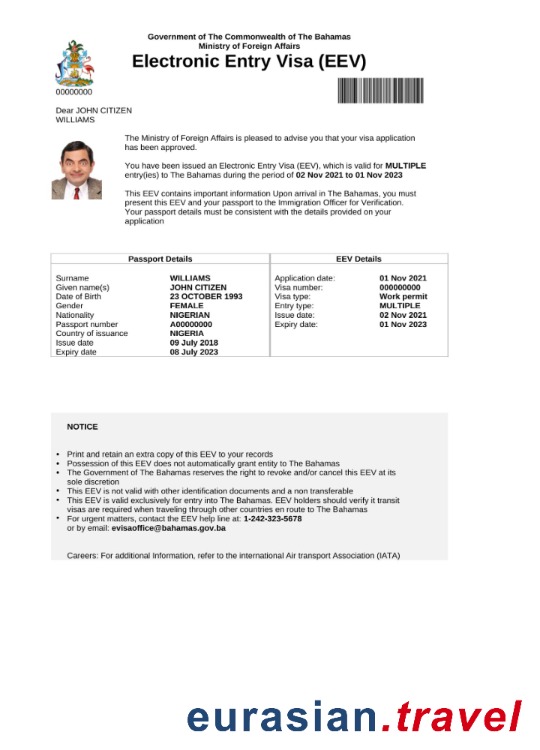 Government of The Commonwealth of The Bahamas
Ministry of Foreign Affairs
Electronic Entry Visa (EEV)
00000000
Dear JOHN CITIZEN
WILLIAMS
The Ministry of Foreign Affairs is pleased to advise you that your visa application
has been approved.
You have been issued an Electronic Entry Visa (EEV), which is valid for MULTIPLE
entry(ies) to The Bahamas during the period of 02 Nov 2021 to 01 Nov 2023
This EEV contains important information Upon arrival in The Bahamas, you must
present this EEV and your passport to the Immigration Officer for Verification.
Your passport details must be consistent with the details provided on your
application
Passport Details
Surname WILLIAMS
Given name(s) JOHN CITIZEN
Date of Birth 23 OCTOBER 1993
Gender FEMALE
Nationality NIGERIAN
Passport number A00000000
Country of issuance NIGERIA
Issue date 09 July 2018
Expiry date 08 July 2023
EEV Details
Application date: 01 Nov 2021
Visa number: 000000000
Visa type: Work permit
Entry type: MULTIPLE
Issue date: 02 Nov 2021
Expiry date: 01 Nov 2023
NOTICE
• Print and retain an extra copy of this EEV to your records
• Possession of this EEV does not automatically grant entity to The Bahamas
• The Government of The Bahamas reserves the right to revoke and/or cancel this EEV at its
sole discretion
• This EEV is not valid with other identification documents and a non transferable
• This EEV is valid exclusively for entry into The Bahamas. EEV holders should verify it transit
visas are required when traveling through other countries en route to The Bahamas
• For urgent matters, contact the EEV help line at: 1-242-323-5678
or by email: evisaoffice@bahamas.gov.ba
Careers: For additional Information, refer to the international Air transport Association (IATA)
eurasian.travel